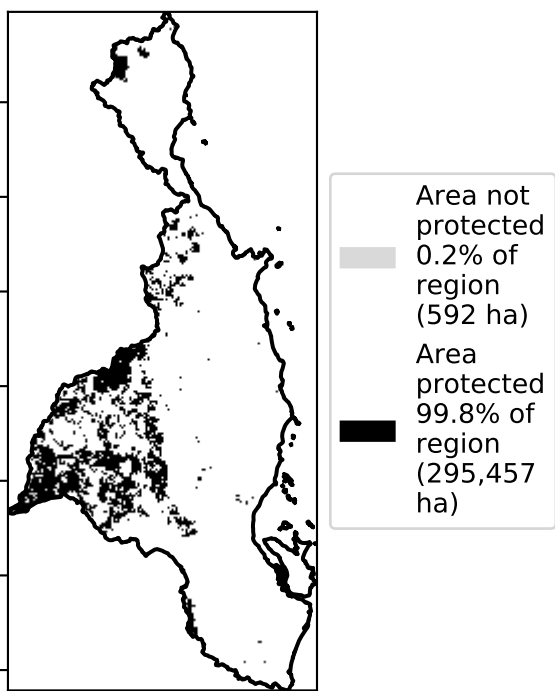 Area not
protected
0.2% of
region
(592 ha)
Area
protected
99.8% of
region
(295,457
ha)